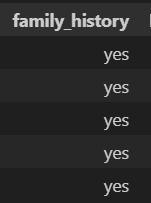 family_history
yes
yes
yes
yes
yes